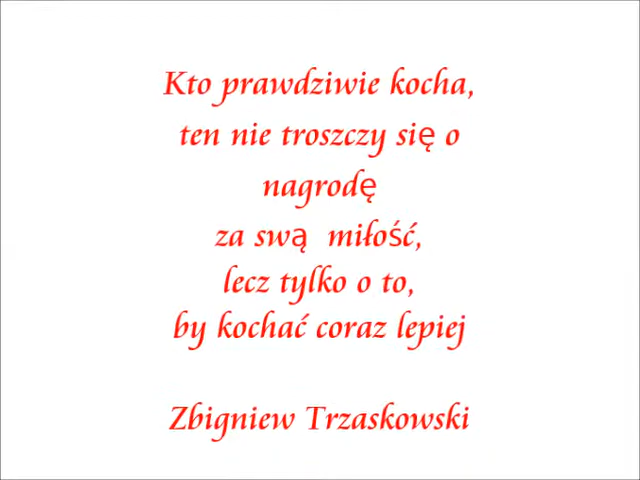 Kto prawdziwie kocha,
ten nie troszczy się o
nagrodę
za swą miłość,
lecz tylko o to,
by kochać coraz lepiej
Zbigniew Trzaskowski